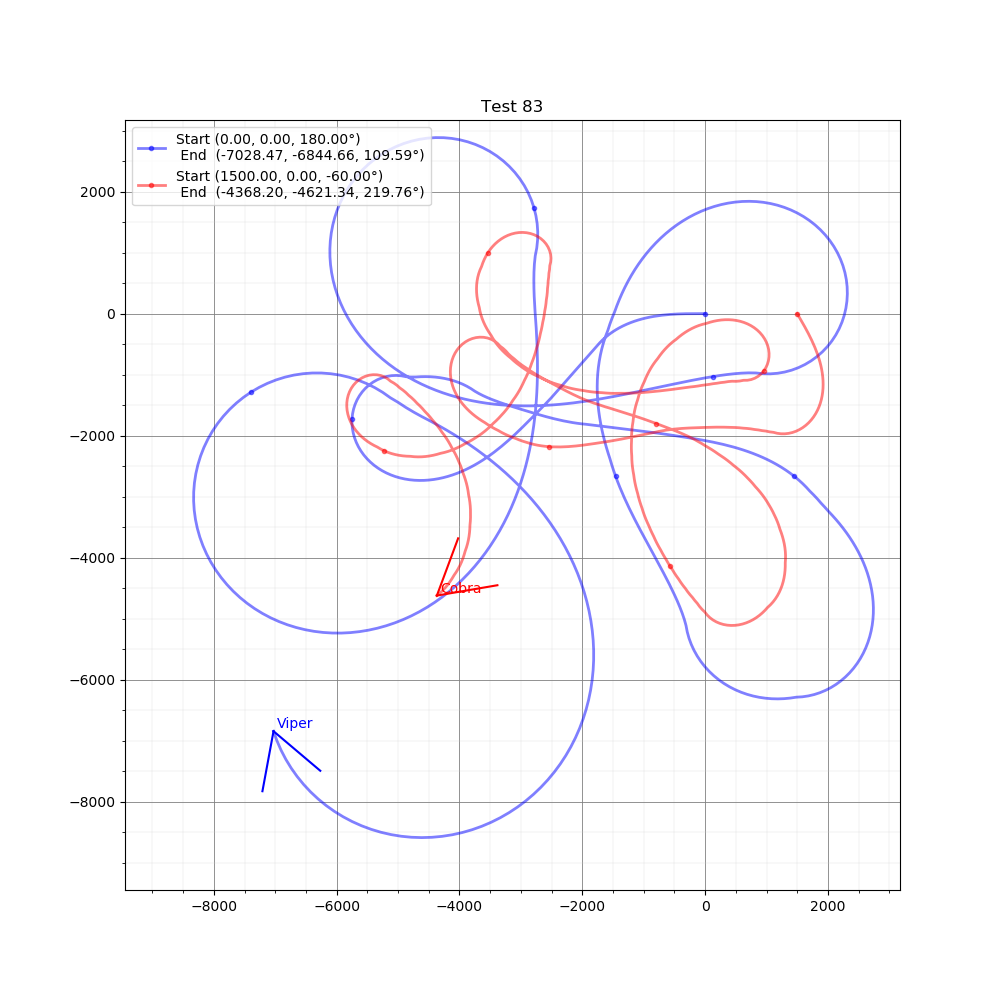 Test 83
Start (0.00, 0.00, 180.00°)
End (-7028.47, -6844.66, 109.59°)
Start (1500.00, 0.00, -60.00°)
End (-4368.20, -4621.34, 219.76°)
2000
0
−2000
−4000
−6000
−8000
Cobra
Viper
−8000 −6000 −4000 −2000 0 2000